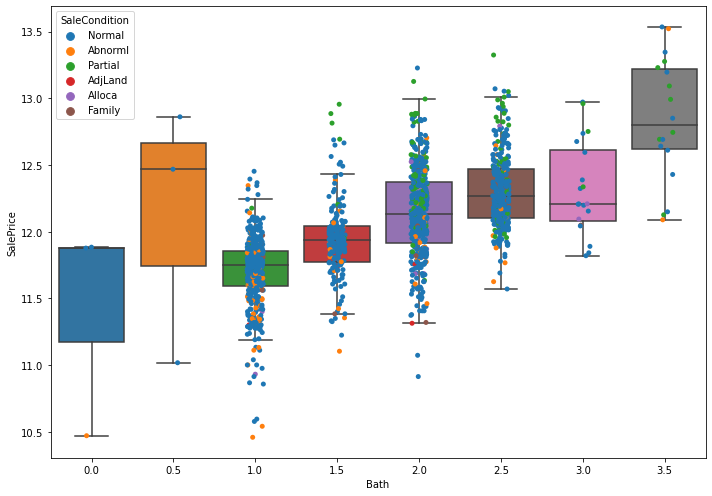 SaleCondition
Normal
Abnorml
Partial
AdjLand
Alloca
Family
13.5
13.0
12.5
12.0
11.5
11.0
10.5
SalePrice
0.0 0.5 1.0 1.5 2.0 2.5 3.0 3.5
Bath